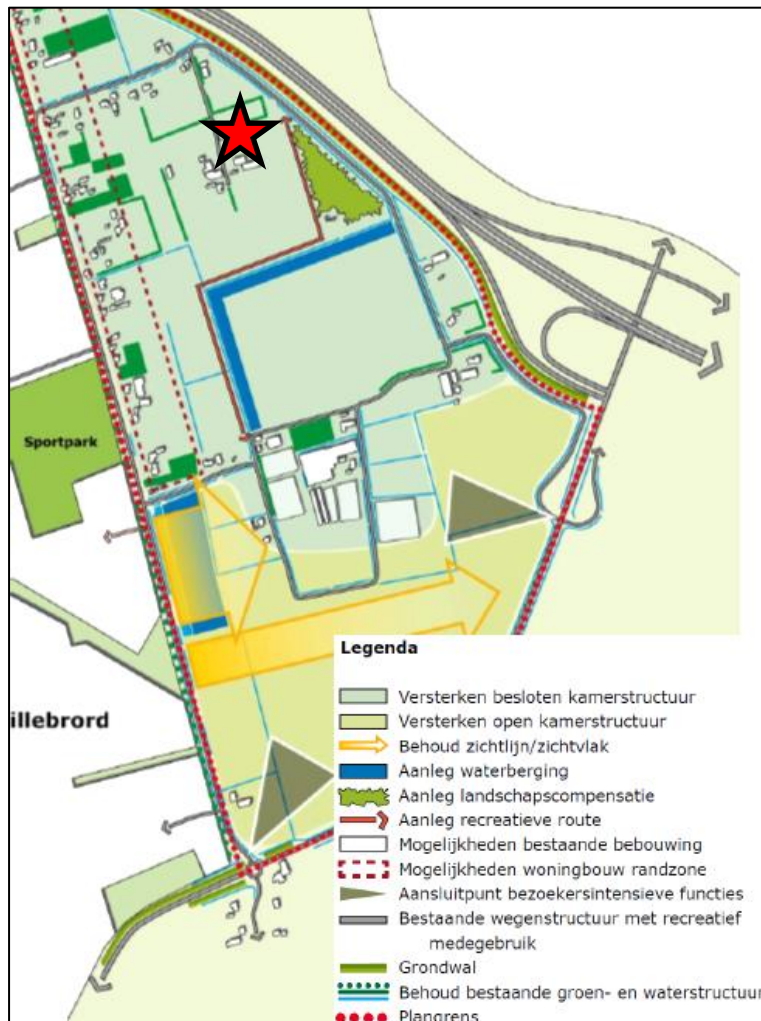 Sportpark
illebrord
Legenda
Versterken besloten kamerstructuur
Versterken open kamerstructuur
Behoud zichtlijn/zichtvlak
Aanleg waterberging
Aanleg landschapscompensatie
Aanleg recreatieve route
Mogelijkheden bestaande bebouwing
Mogelijkheden woningbouw randzone
Aansluitpunt bezoekersintensieve functies
Bestaande wegenstructuur met recreatief
medegebruik
Grondwal
Behoud bestaande groen- en waterstructuur
Plangrens